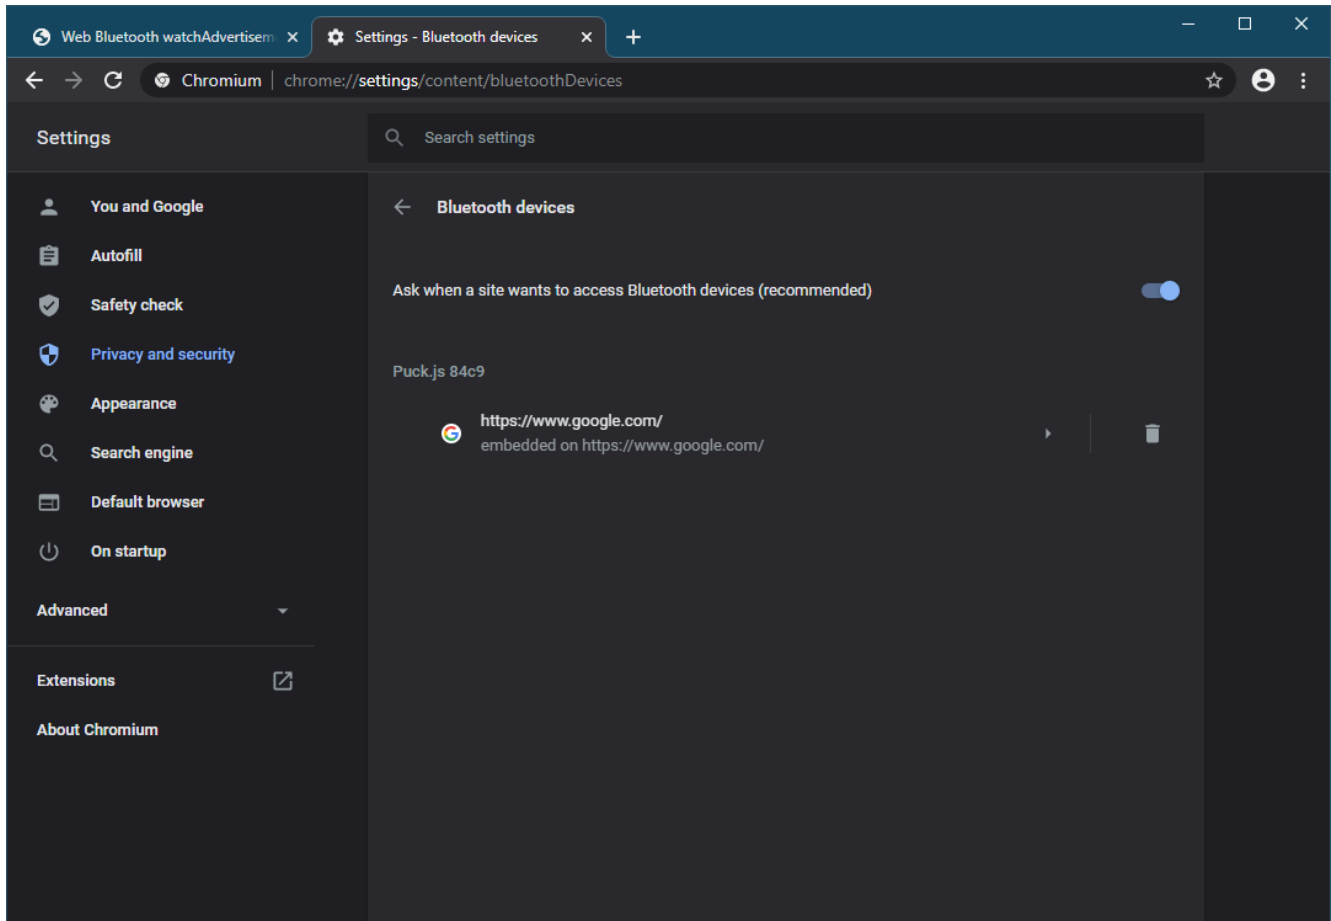 Web Bluetooth watchAdvertisem
Settings - Bluetooth devices
Chromium | chrome://settings/content/bluetoothDevices
Settings
Search settings
You and Google
Autofill
Safety check
Privacy and security
Appearance
Search engine
Default browser
On startup
Advanced
Extensions
About Chromium
Bluetooth devices
Ask when a site wants to access Bluetooth devices (recommended)
Puck.js 84c9
https://www.google.com/
embedded on https://www.google.com/